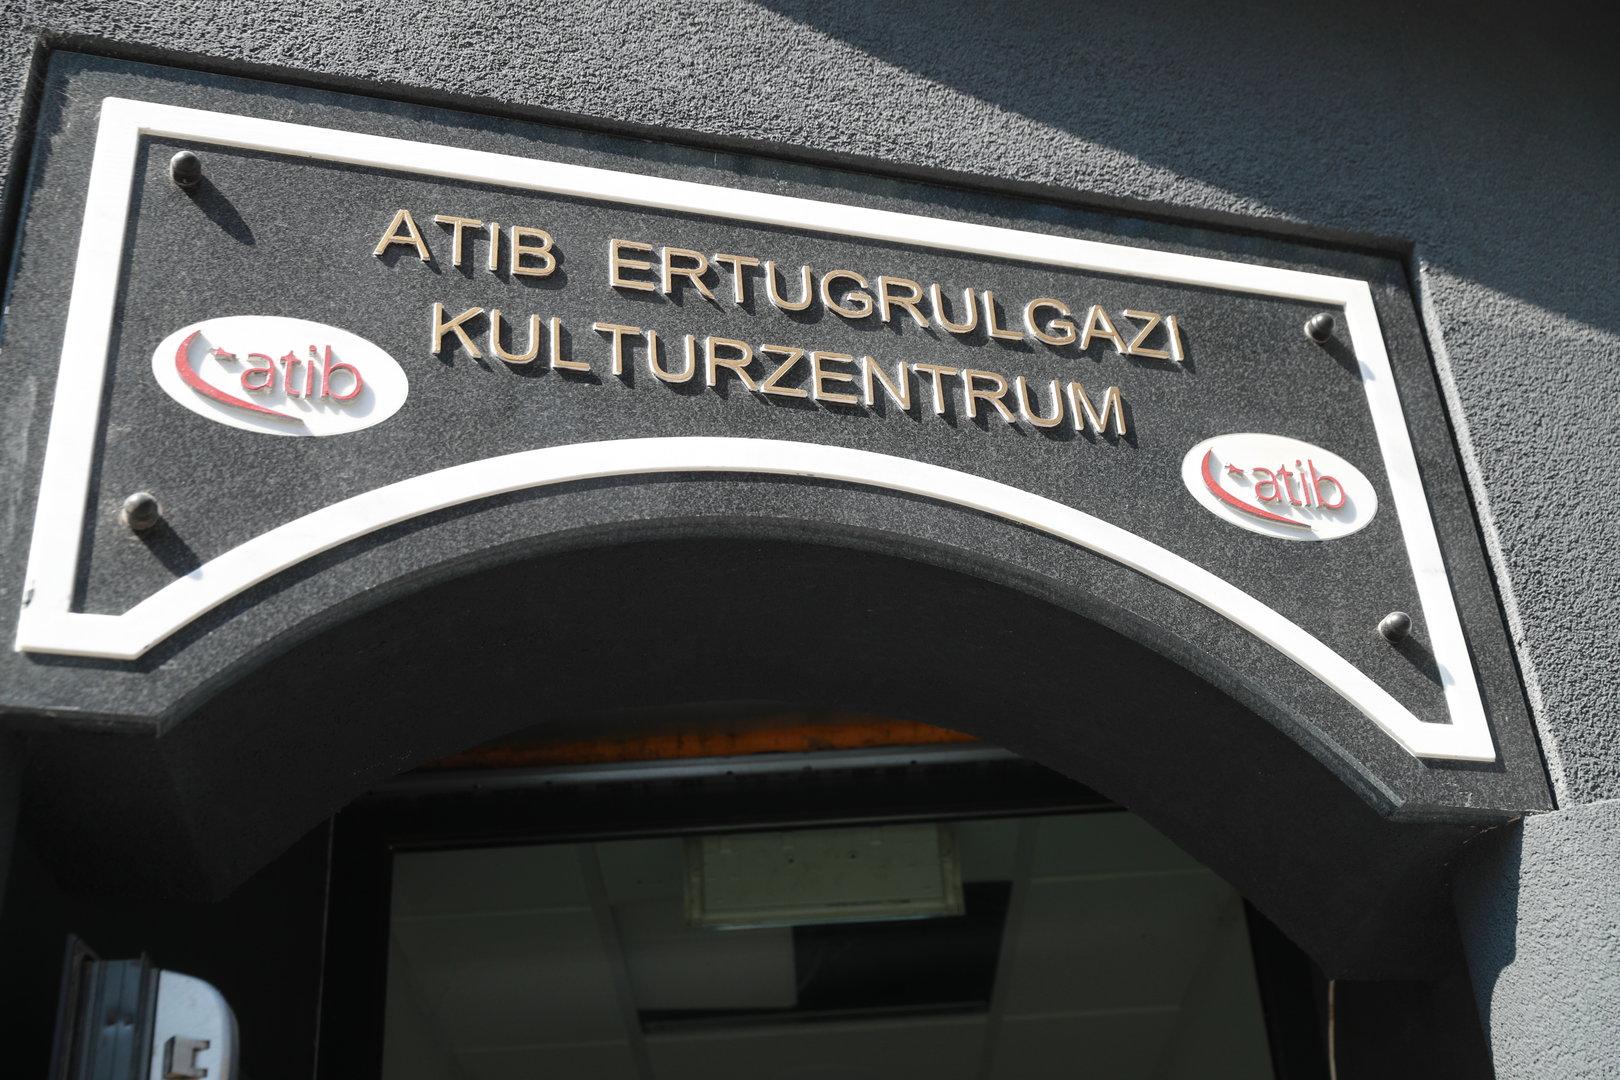 ATIB ERTUGRULGAZI
KULTURZENTRUM
atib
atib